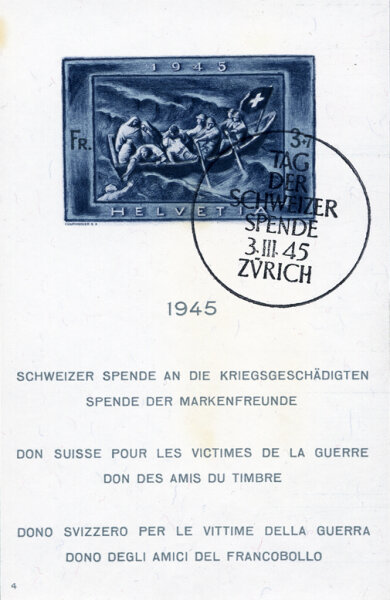 1945
FR. 3.-
HELVETIA
COURVOISIER S.A.
TAG
DER
SCHWEIZER
SPENDE
3.III.45
ZÜRICH
1945
SCHWEIZER SPENDE AN DIE KRIEGSGESCHÄDIGTEN
SPENDE DER MARKENFREUNDE
DON SUISSE POUR LES VICTIMES DE LA GUERRE
DON DES AMIS DU TIMBRE
DONO SVIZZERO PER LE VITTIME DELLA GUERRA
DONO DEGLI AMICI DEL FRANCOBOLLO
4